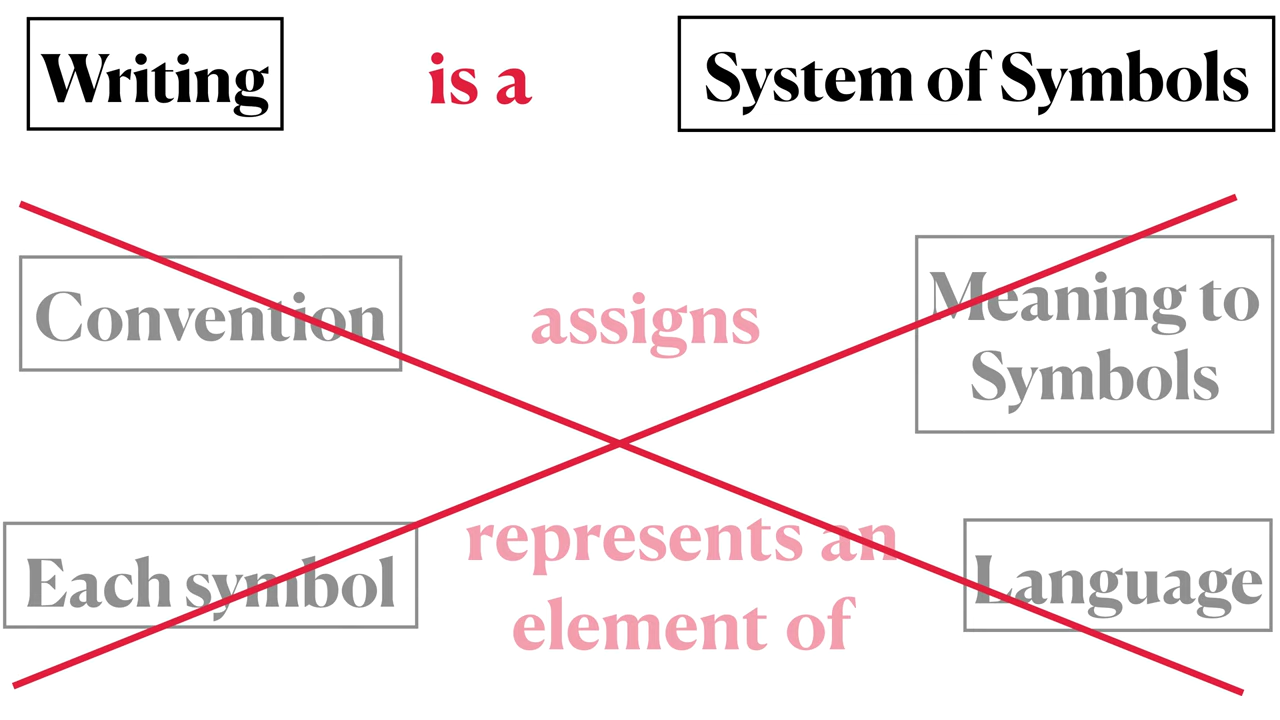 Writing is a System of Symbols
Convention assigns Meaning to
Symbols
Each symbol represents an
element of Language